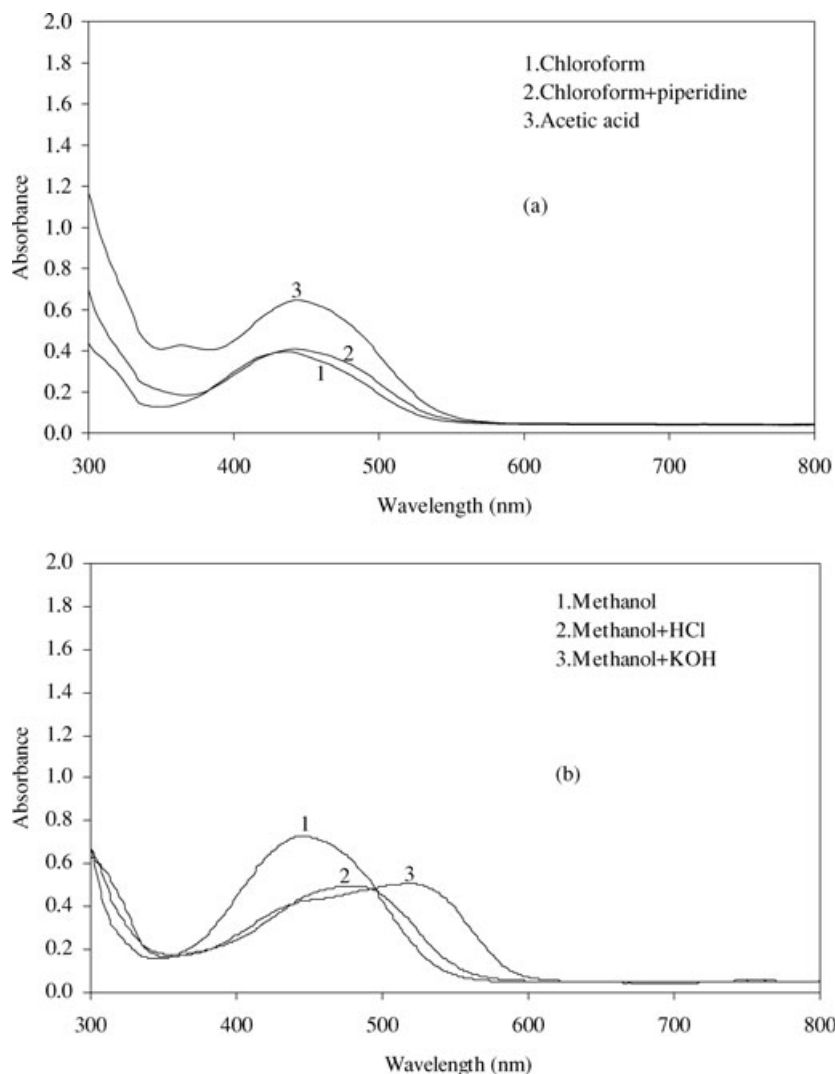 2.0
1.8
1.6
1.4
1.2
1.0
0.8
0.6
0.4
0.2
0.0
Absorbance
1.Chloroform
2.Chloroform+piperidine
3.Acetic acid
(a)
3
2
1
300 400 500 600 700 800
Wavelength (nm)
2.0
1.8
1.6
1.4
1.2
1.0
0.8
0.6
0.4
0.2
0.0
Absorbance
1.Methanol
2.Methanol+HCl
3.Methanol+KOH
(b)
1
2 3
300 400 500 600 700 800
Wavelength (nm)